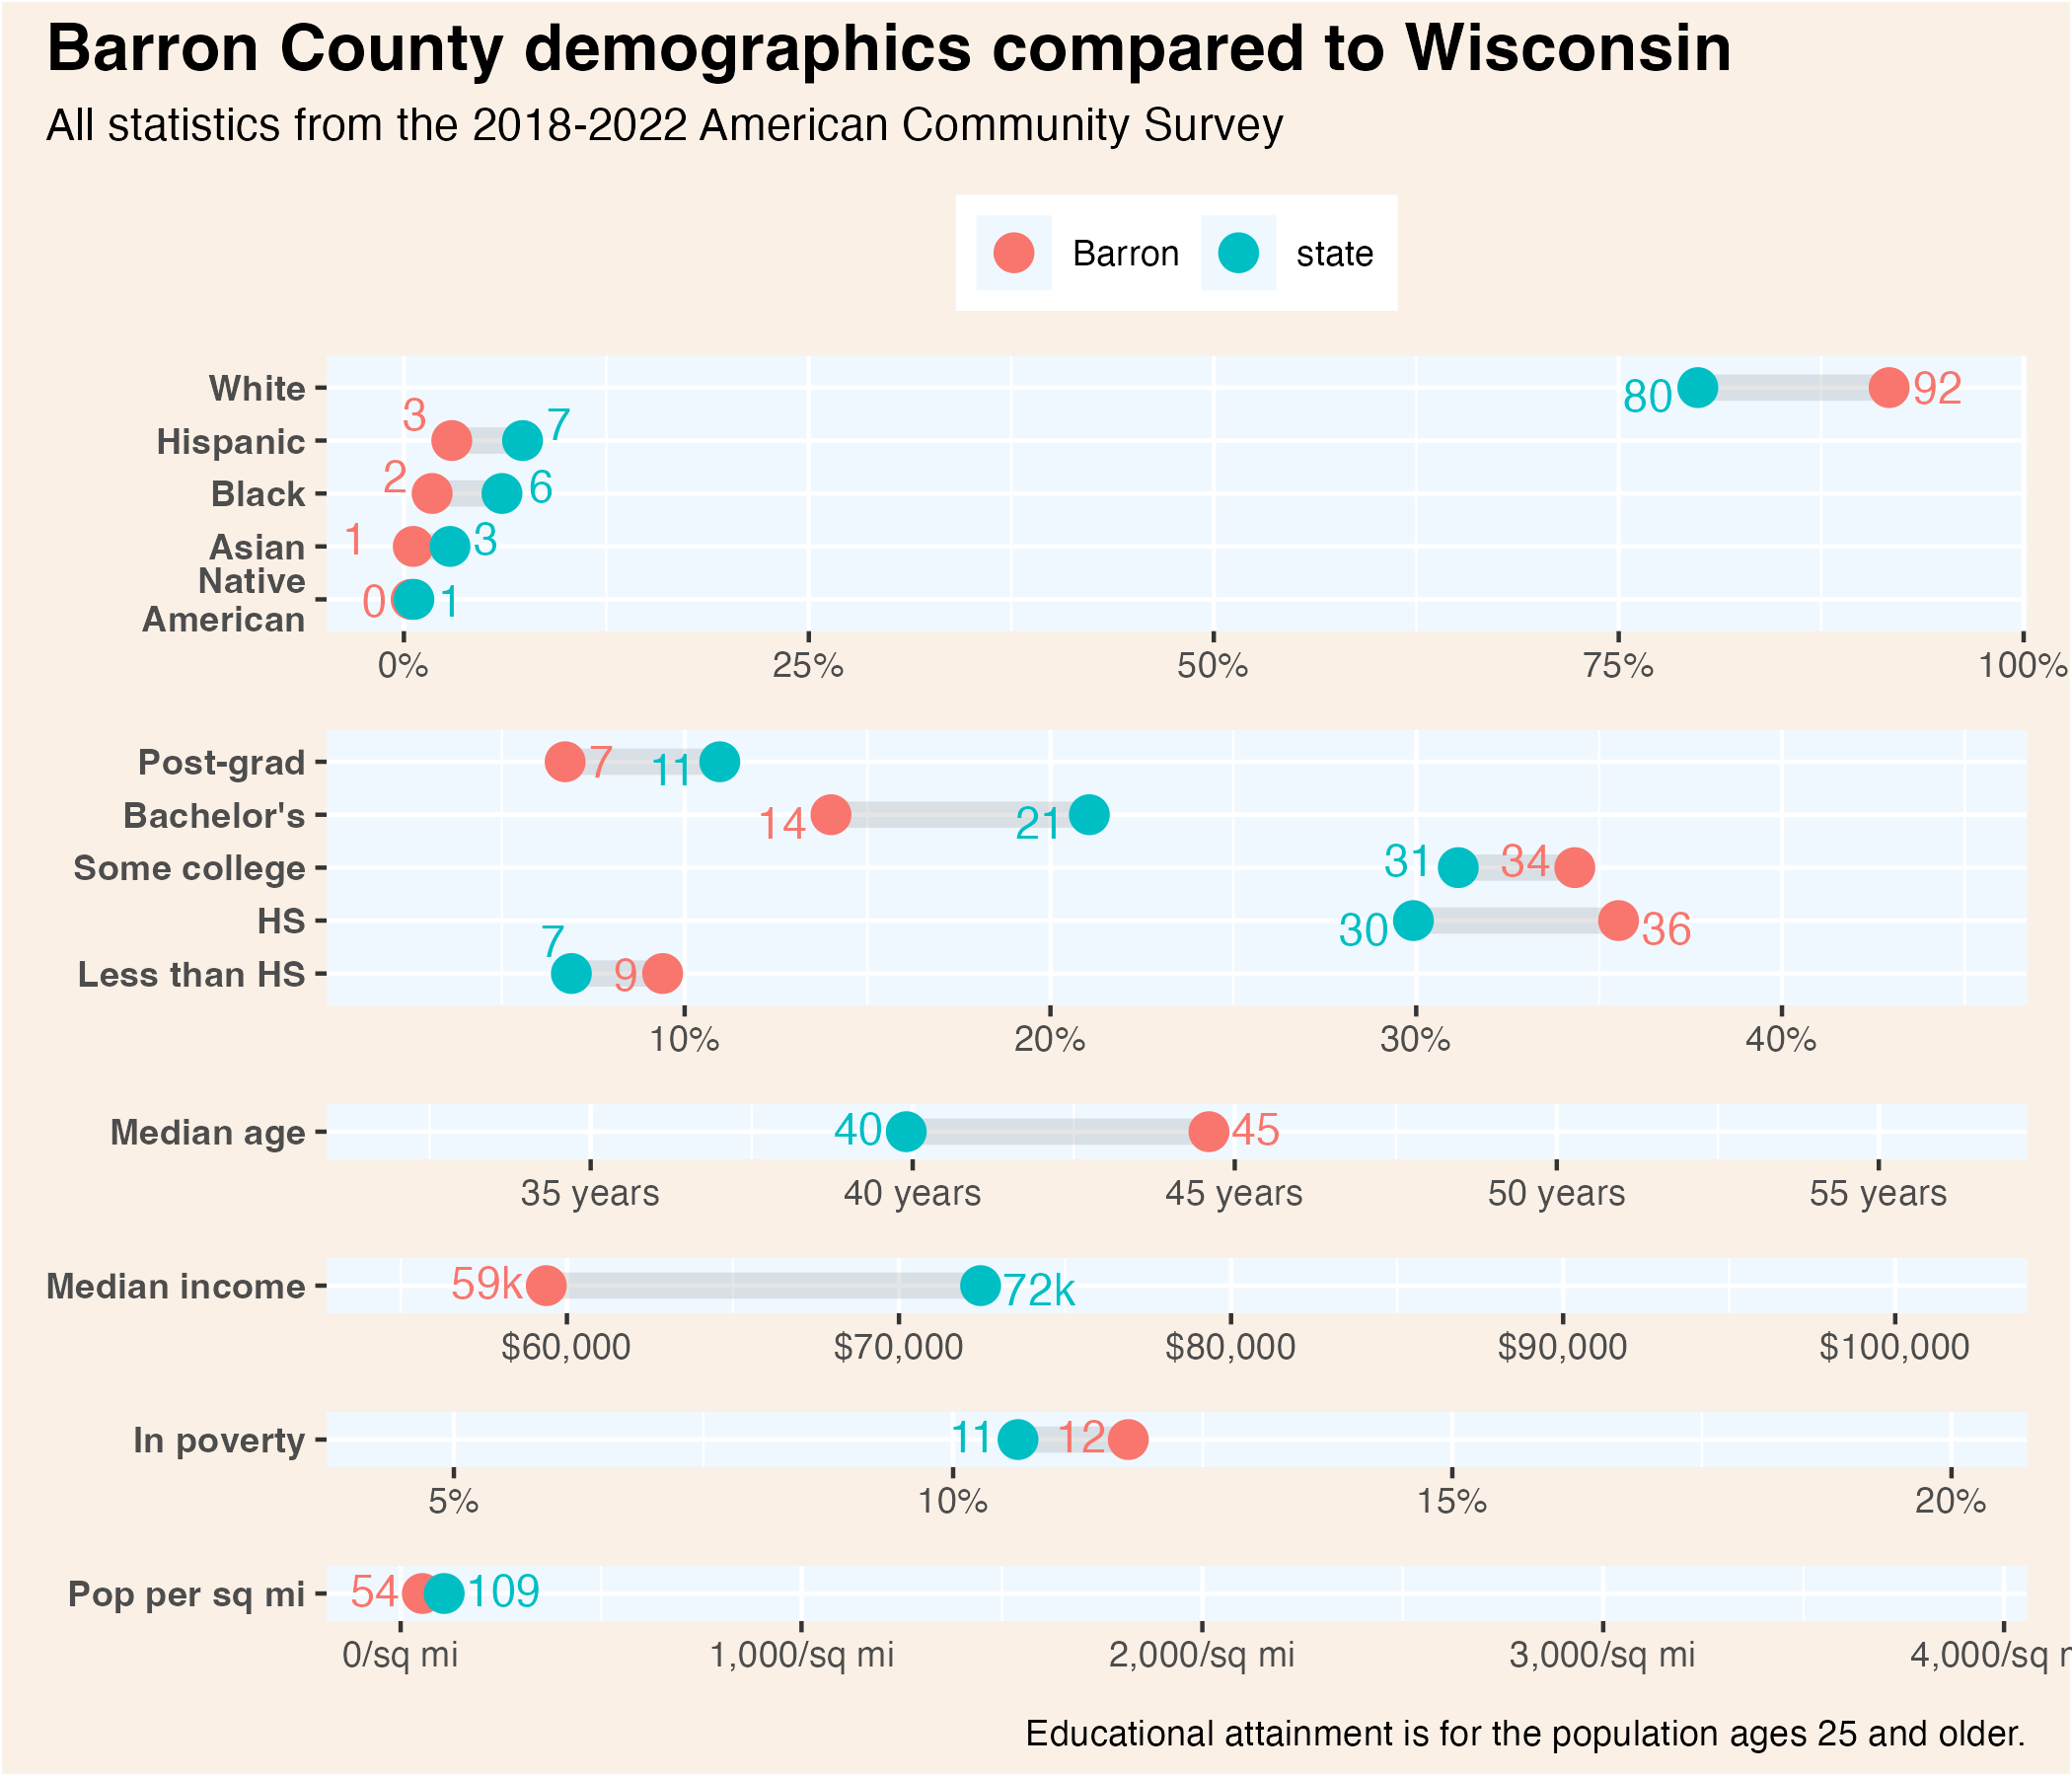 Barron County demographics compared to Wisconsin
All statistics from the 2018-2022 American Community Survey
Barron state
White 80 92
3 7
Hispanic
2 6
Black
1 3
Asian
Native
American 0 1
0% 25% 50% 75% 100%
Post-grad 7 11
Bachelor's 14 21
Some college 31 34
HS 30 36
7
Less than HS 9
10% 20% 30% 40%
Median age 40 45
35 years 40 years 45 years 50 years 55 years
Median income 59k 72k
$60,000 $70,000 $80,000 $90,000 $100,000
In poverty 11 12
5% 10% 15% 20%
Pop per sq mi 54 109
0/sq mi 1,000/sq mi 2,000/sq mi 3,000/sq mi 4,000/sq
Educational attainment is for the population ages 25 and older.